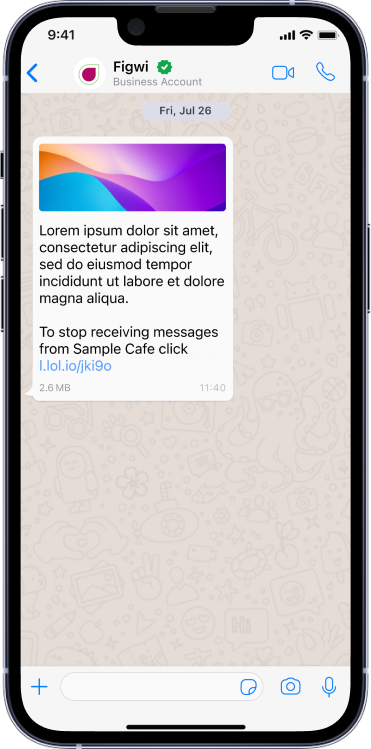 9:41
Figwi
Business Account
Fri, Jul 26
Lorem ipsum dolor sit amet,
consectetur adipiscing elit,
sed do eiusmod tempor
incididunt ut labore et dolore
magna aliqua.
To stop receiving messages
from Sample Cafe click
l.lol.io/jki9o
2.6 MB 11:40
Hi